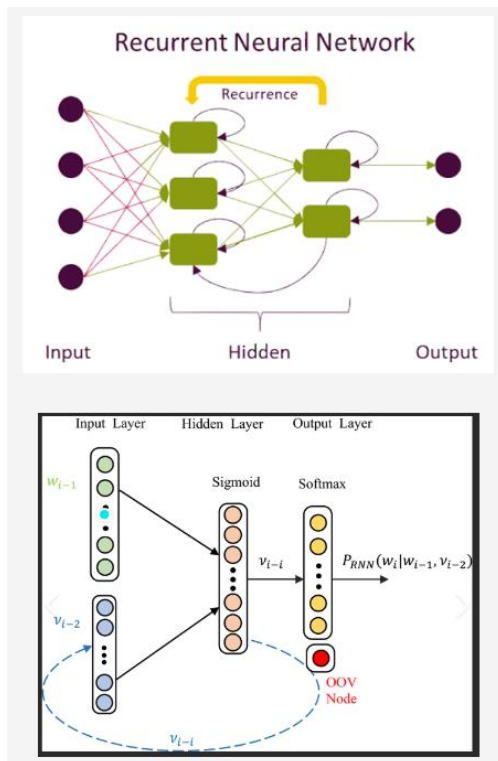 Recurrent Neural Network
Recurrence
Input Hidden Output
Input Layer Hidden Layer Output Layer
Sigmoid Softmax
w_{i-1}
v_{i-i} P_{RNN}(w_i|w_{i-1}, v_{i-2})
v_{i-2}
OOV
Node
v_{i-i}